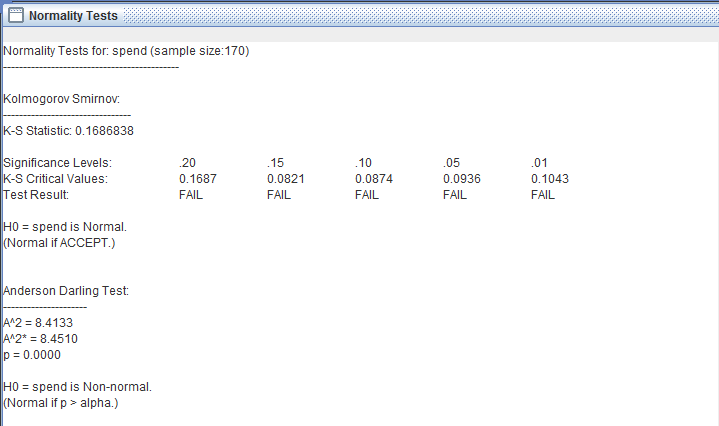 Normality Tests
Normality Tests for: spend (sample size:170)
--------------------------------------------
Kolmogorov Smirnov:
--------------------------------
K-S Statistic: 0.1686838
Significance Levels: .20 .15 .10 .05 .01
K-S Critical Values: 0.1687 0.0821 0.0874 0.0936 0.1043
Test Result: FAIL FAIL FAIL FAIL FAIL
H0 = spend is Normal.
(Normal if ACCEPT.)
Anderson Darling Test:
---------------------
A^2 = 8.4133
A^2* = 8.4510
p = 0.0000
H0 = spend is Non-normal.
(Normal if p > alpha.)